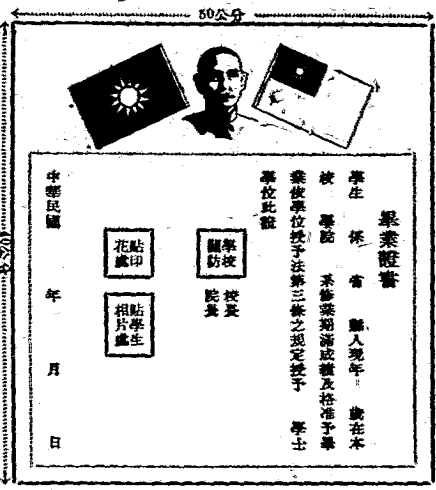 50公分
畢業證書
學生 係 省 縣人現年 歲在本
校 學院 系修業期滿成績及格准予畢
業依學位授予法第三條之規定授予 學士
學位此證
學校
關防
校長
院長
貼印
花處
貼學生
相片處
中華民國 年 月 日